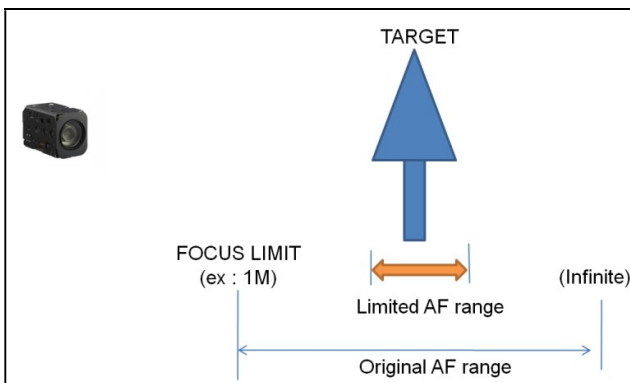 TARGET
FOCUS LIMIT
(ex : 1M)
(Infinite)
Limited AF range
Original AF range